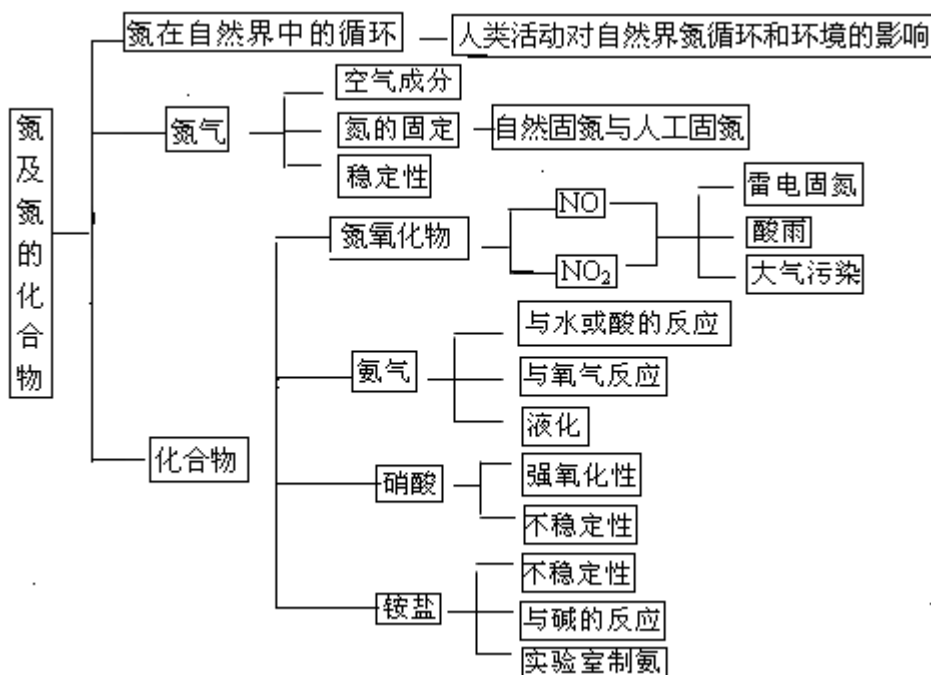 氮及氮的化合物
氮在自然界中的循环
人类活动对自然界氮循环和环境的影响
氮气
空气成分
氮的固定
自然固氮与人工固氮
稳定性
化合物
氮氧化物
NO
NO₂
雷电固氮
酸雨
大气污染
氨气
与水或酸的反应
与氧气反应
液化
硝酸
强氧化性
不稳定性
铵盐
不稳定性
与碱的反应
实验室制氨